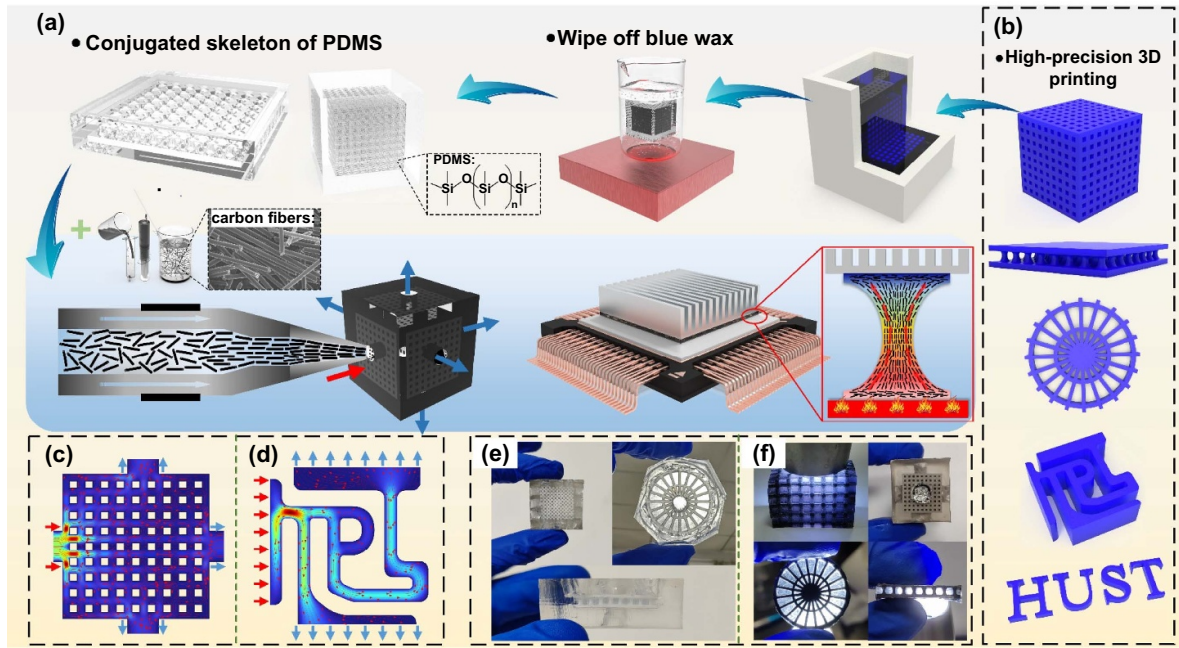 (a)
• Conjugated skeleton of PDMS
• Wipe off blue wax
(b)
•High-precision 3D
printing
PDMS:
Si O Si O Si
n
+
carbon fibers:
(c)
(d)
(e)
(f)
HUST